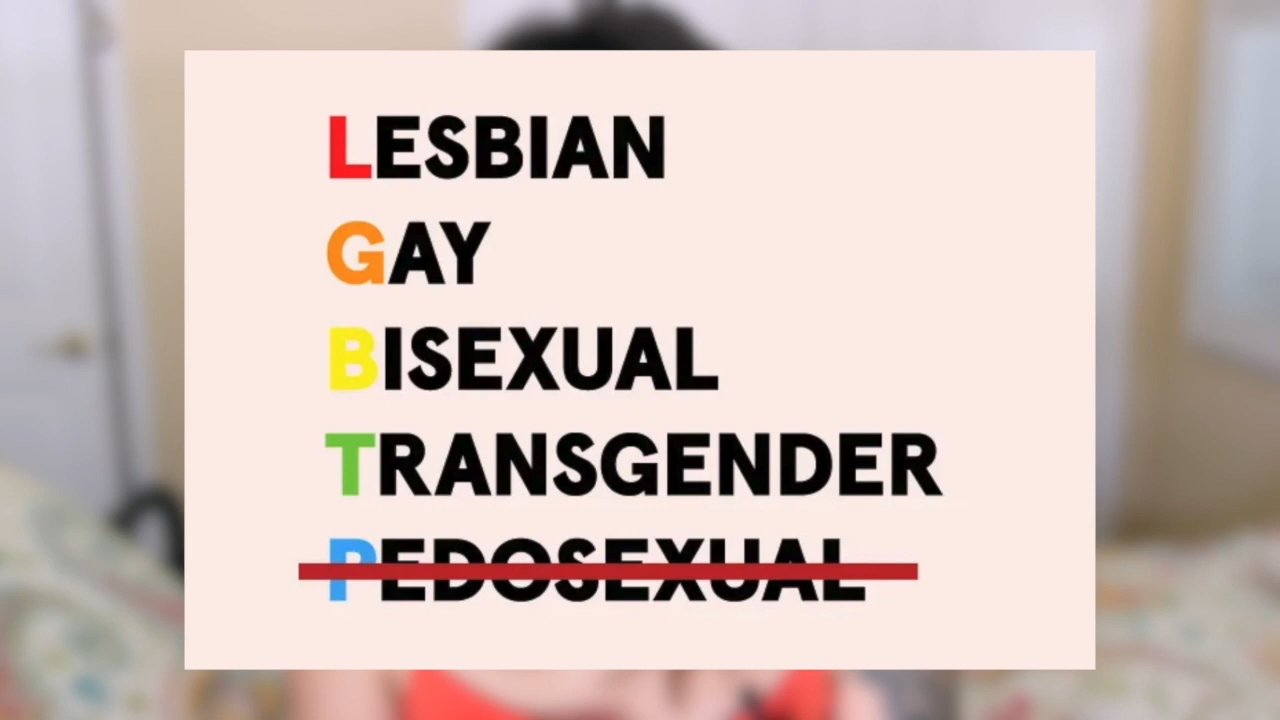 LESBIAN
GAY
BISEXUAL
TRANSGENDER
PEDOSEXUAL